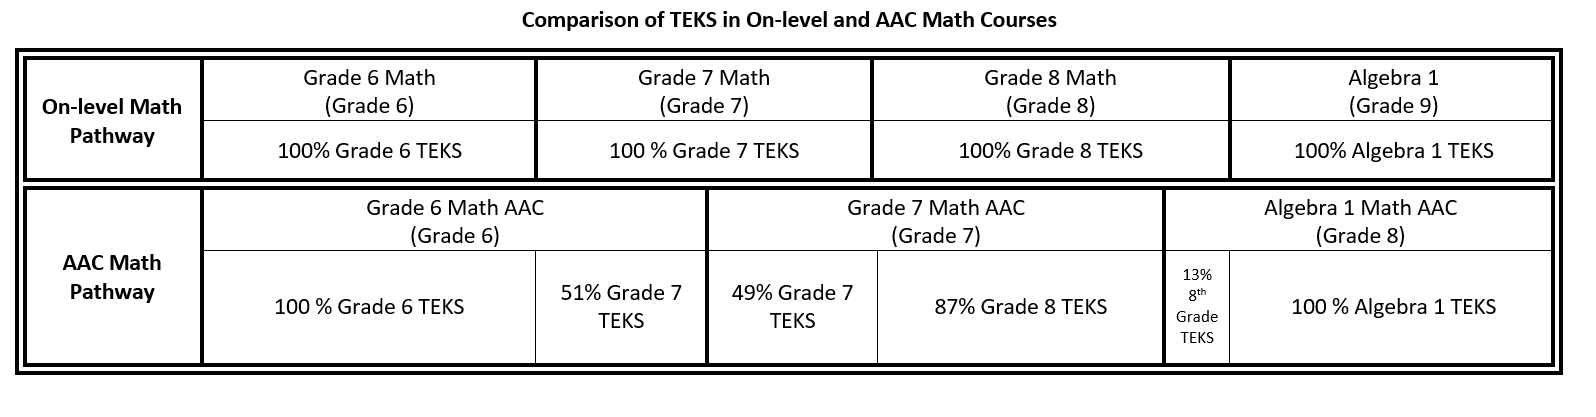 Comparison of TEKS in On-level and AAC Math Courses
On-level Math
Pathway
Grade 6 Math
(Grade 6)
Grade 7 Math
(Grade 7)
Grade 8 Math
(Grade 8)
Algebra 1
(Grade 9)
100% Grade 6 TEKS
100 % Grade 7 TEKS
100% Grade 8 TEKS
100% Algebra 1 TEKS
AAC Math
Pathway
Grade 6 Math AAC
(Grade 6)
Grade 7 Math AAC
(Grade 7)
Algebra 1 Math AAC
(Grade 8)
100 % Grade 6 TEKS
51% Grade 7
TEKS
49% Grade 7
TEKS
87% Grade 8 TEKS
13%
8th
Grade
TEKS
100 % Algebra 1 TEKS